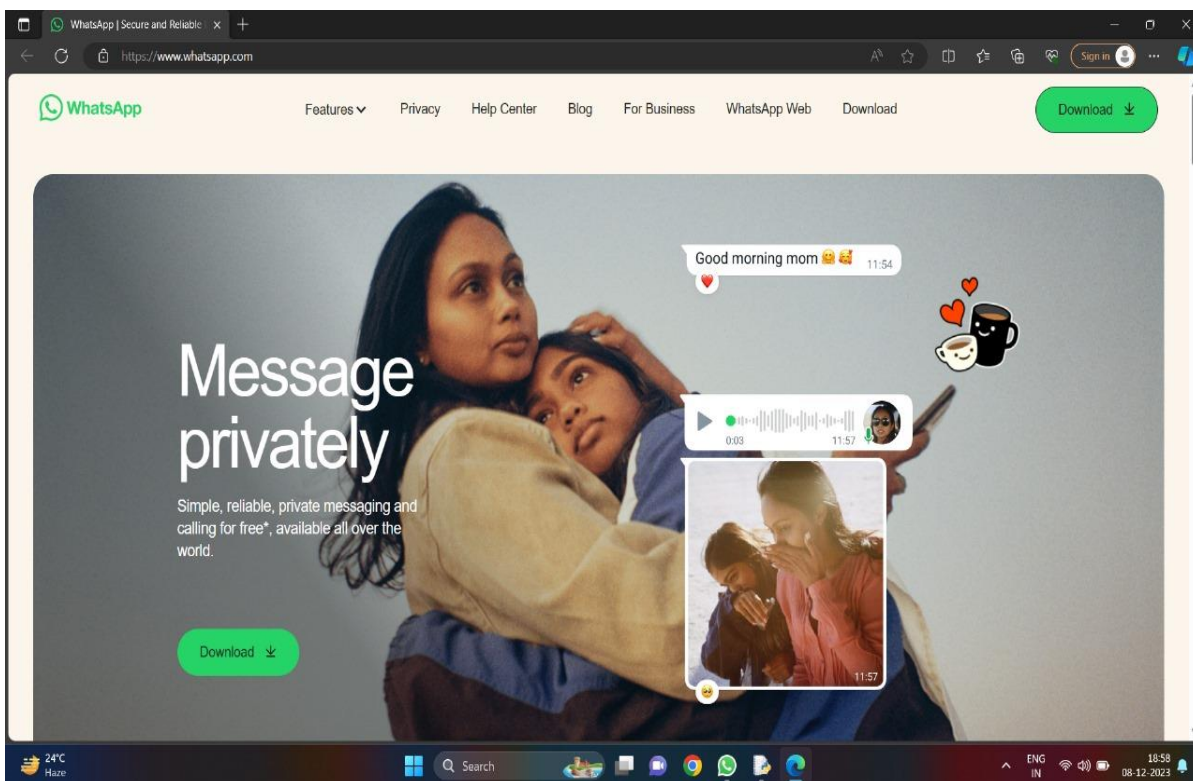 WhatsApp | Secure and Reliable
https://www.whatsapp.com
Sign in
WhatsApp
Features Privacy Help Center Blog For Business WhatsApp Web Download
Download
Good morning mom 🤗 🥰 11:54
Message
privately
0:03 11:57
Simple, reliable, private messaging and
calling for free*, available all over the
world.
Download
11:57
24°C
Haze
Search
ENG
IN
18:58
08-12-2023